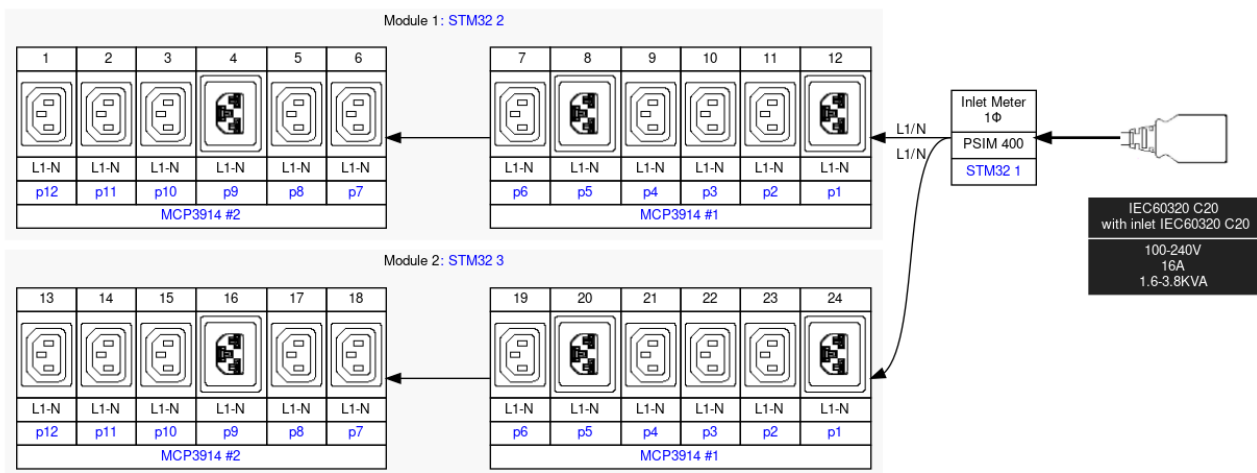 Module 1: STM32 2
1 2 3 4 5 6
L1-N L1-N L1-N L1-N L1-N L1-N
p12 p11 p10 p9 p8 p7
MCP3914 #2
7 8 9 10 11 12
L1-N L1-N L1-N L1-N L1-N L1-N
p6 p5 p4 p3 p2 p1
MCP3914 #1
L1/N
L1/N
Inlet Meter
1Φ
PSIM 400
STM32 1
IEC60320 C20
with inlet IEC60320 C20
100-240V
16A
1.6-3.8KVA
Module 2: STM32 3
13 14 15 16 17 18
L1-N L1-N L1-N L1-N L1-N L1-N
p12 p11 p10 p9 p8 p7
MCP3914 #2
19 20 21 22 23 24
L1-N L1-N L1-N L1-N L1-N L1-N
p6 p5 p4 p3 p2 p1
MCP3914 #1